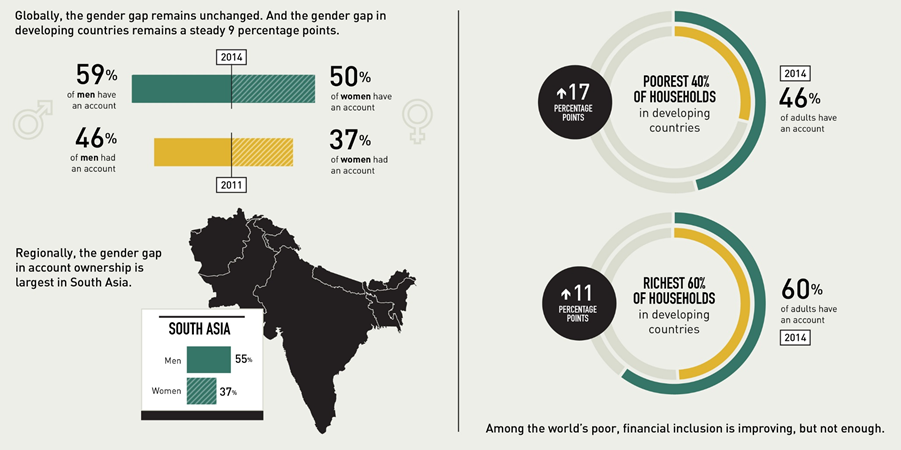 Globally, the gender gap remains unchanged. And the gender gap in
developing countries remains a steady 9 percentage points.
2014
59%
of men have
an account
50%
of women have
an account
46%
of men had
an account
37%
of women had
an account
2011
Regionally, the gender gap
in account ownership is
largest in South Asia.
SOUTH ASIA
Men 55%
Women 37%
17
PERCENTAGE
POINTS
POOREST 40%
OF HOUSEHOLDS
in developing
countries
2014
46%
of adults have
an account
11
PERCENTAGE
POINTS
RICHEST 60%
OF HOUSEHOLDS
in developing
countries
60%
of adults have
an account
2014
Among the world's poor, financial inclusion is improving, but not enough.